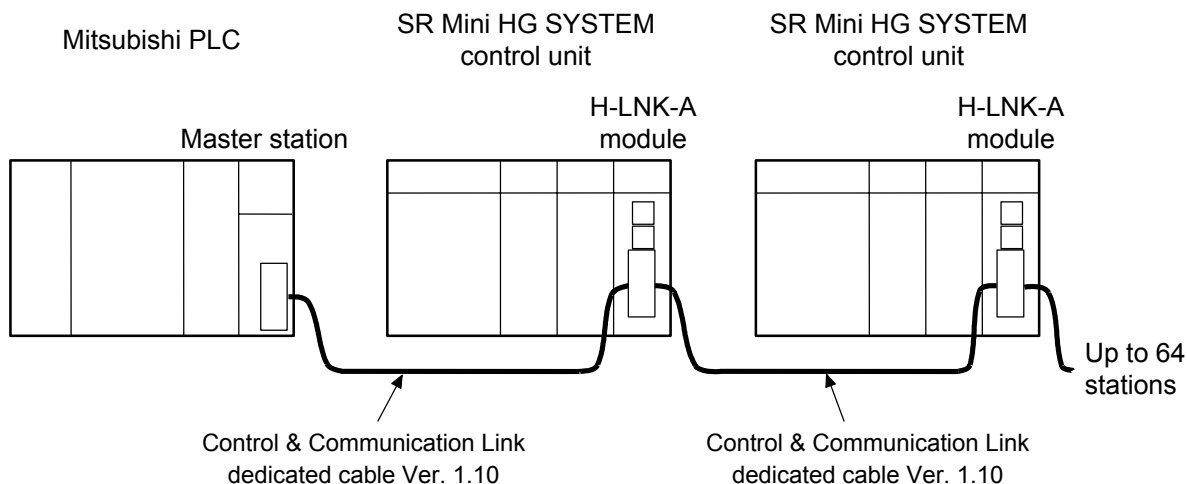 Mitsubishi PLC
SR Mini HG SYSTEM
control unit
SR Mini HG SYSTEM
control unit
Master station
H-LNK-A
module
H-LNK-A
module
Up to 64
stations
Control & Communication Link
dedicated cable Ver. 1.10
Control & Communication Link
dedicated cable Ver. 1.10